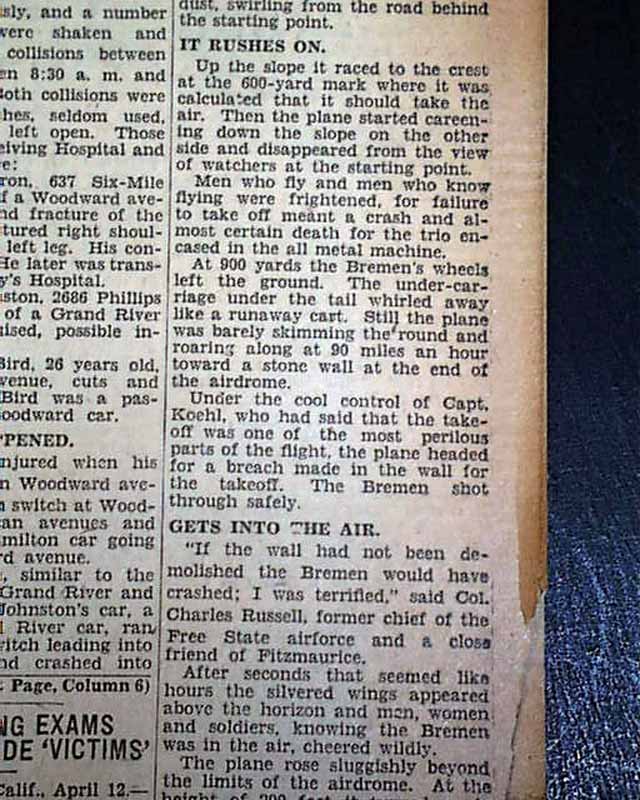 sly, and a number
were shaken and
collisions between
en 8:30 a. m. and
Both collisions were
hes, seldom used,
left open. Those
eiving Hospital and
e:
ron, 637 Six-Mile
f a Woodward ave-
nd fracture of the
tured right shoul-
left leg. His con-
He later was trans-
y's Hospital.
ston, 2686 Phillips
of a Grand River
uised, possible in-
Bird, 26 years old,
venue, cuts and
Bird was a pas-
oodward car.
PENED.
njured when his
n Woodward ave-
switch at Wood-
an avenues and
milton car going
rd avenue.
, similar to the
Grand River and
Johnston's car, a
River car, ran
witch leading into
nd crashed into
Page, Column 6)
NG EXAMS
DE 'VICTIMS'
Calif., April 12.—
dust, swirling from the road behind
the starting point.
IT RUSHES ON.
Up the slope it raced to the crest
at the 600-yard mark where it was
calculated that it should take the
air. Then the plane started careen-
ing down the slope on the other
side and disappeared from the view
of watchers at the starting point.
Men who fly and men who know
flying were frightened, for failure
to take off meant a crash and al-
most certain death for the trio en-
cased in the all metal machine.
At 900 yards the Bremen's wheels
left the ground. The under-car-
riage under the tail whirled away
like a runaway cart. Still the plane
was barely skimming the round and
roaring along at 90 miles an hour
toward a stone wall at the end of
the airdrome.
Under the cool control of Capt.
Koehl, who had said that the take-
off was one of the most perilous
parts of the flight, the plane headed
for a breach made in the wall for
the takeoff. The Bremen shot
through safely.
GETS INTO THE AIR.
"If the wall had not been de-
molished the Bremen would have
crashed; I was terrified," said Col.
Charles Russell, former chief of the
Free State airforce and a close
friend of Fitzmaurice.
After seconds that seemed like
hours the silvered wings appeared
above the horizon and men, women
and soldiers, knowing the Bremen
was in the air, cheered wildly.
The plane rose sluggishly beyond
the limits of the airdrome. At the
height of 200 feet it